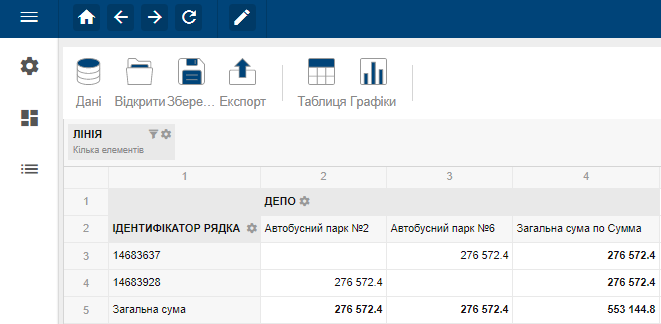 Дані Відкрити Збере... Експорт Таблиця Графіки
ЛІНІЯ
Кілька елементів
1 2 3 4
1 ДЕПО
2 ІДЕНТИФІКАТОР РЯДКА Автобусний парк №2 Автобусний парк №6 Загальна сума по Сумма
3 14683637 276 572.4 276 572.4
4 14683928 276 572.4 276 572.4
5 Загальна сума 276 572.4 276 572.4 553 144.8